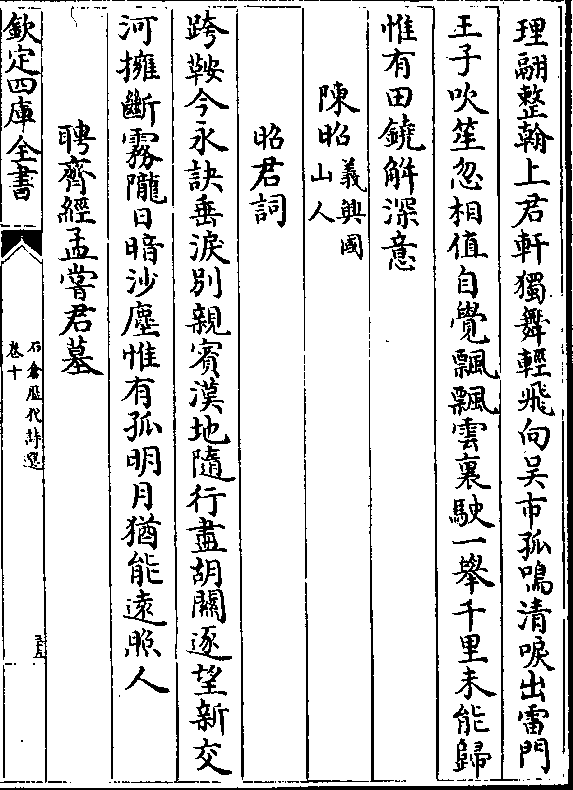 理翮整翰上君軒獨舞輕飛向吴市孤鳴清唳出雷門
王子吹笙忽相值自覺飄飄雲裏駛一舉千里未能歸
惟有田鐃解深意
陳昭義興國山人
昭君詞
跨鞍今永訣垂淚别親賓漢地隨行盡胡關逐望新交
河擁斷霧隴日暗沙塵惟有孤明月猶能遠照人
聘齊經孟嘗君墓
欽定四庫全書
石倉歷代詩選
卷十